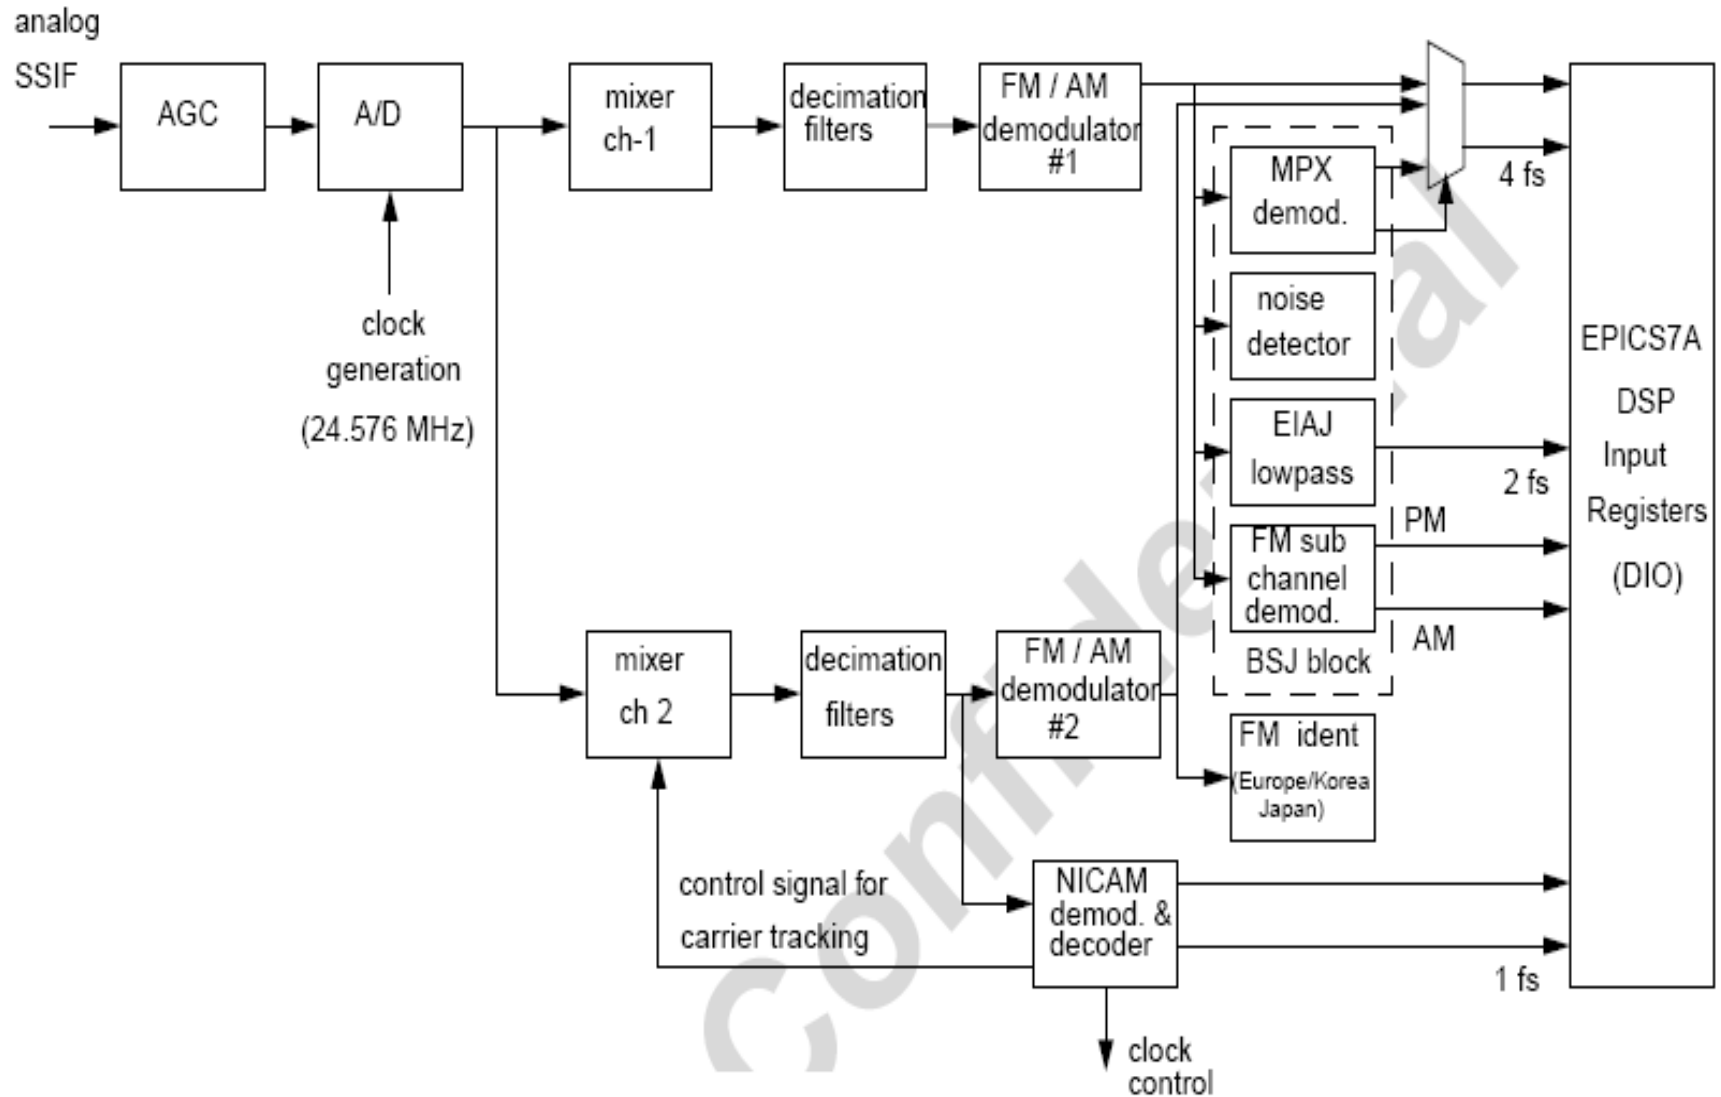 analog
SSIF
AGC
A/D
mixer
ch-1
decimation
filters
FM / AM
demodulator
#1
MPX
demod.
4 fs
clock
generation
(24.576 MHz)
noise
detector
EIAJ
lowpass
2 fs
PM
FM sub
channel
demod.
AM
BSJ block
EPICS7A
DSP
Input
Registers
(DIO)
mixer
ch 2
decimation
filters
FM / AM
demodulator
#2
FM ident
(Europe/Korea
Japan)
control signal for
carrier tracking
NICAM
demod. &
decoder
1 fs
clock
control
Confidential